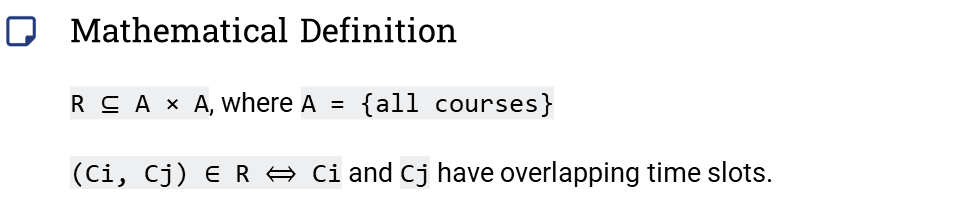 Mathematical Definition
R ⊆ A × A, where A = {all courses}
(Ci, Cj) ∈ R ⟺ Ci and Cj have overlapping time slots.